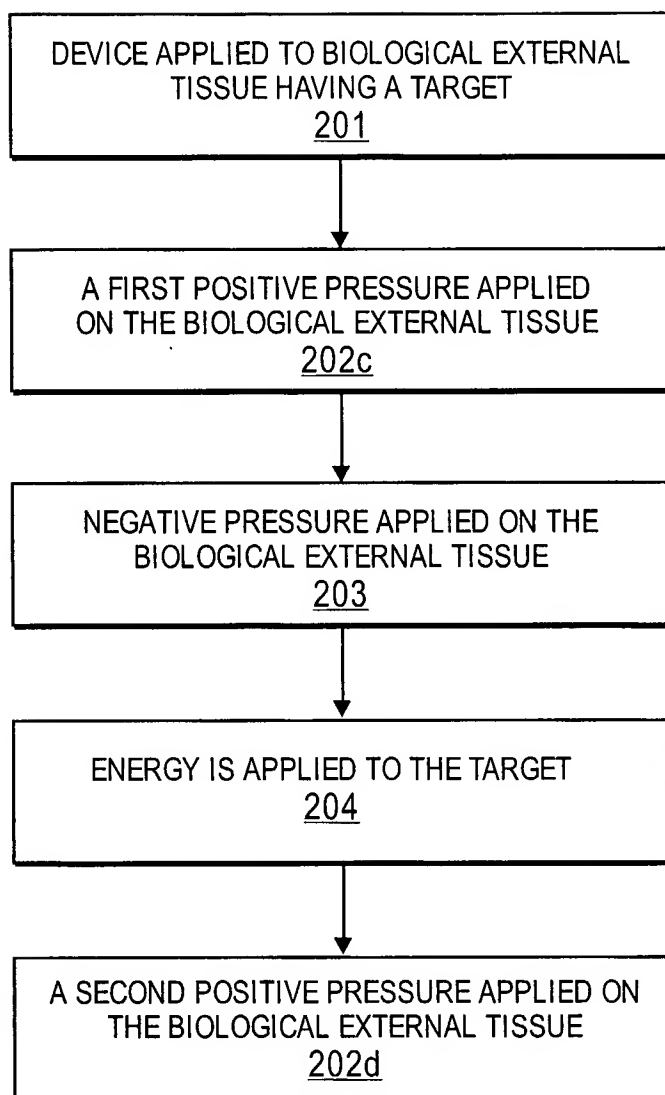 DEVICE APPLIED TO BIOLOGICAL EXTERNAL
TISSUE HAVING A TARGET
201
A FIRST POSITIVE PRESSURE APPLIED
ON THE BIOLOGICAL EXTERNAL TISSUE
202c
NEGATIVE PRESSURE APPLIED ON THE
BIOLOGICAL EXTERNAL TISSUE
203
ENERGY IS APPLIED TO THE TARGET
204
A SECOND POSITIVE PRESSURE APPLIED ON
THE BIOLOGICAL EXTERNAL TISSUE
202d